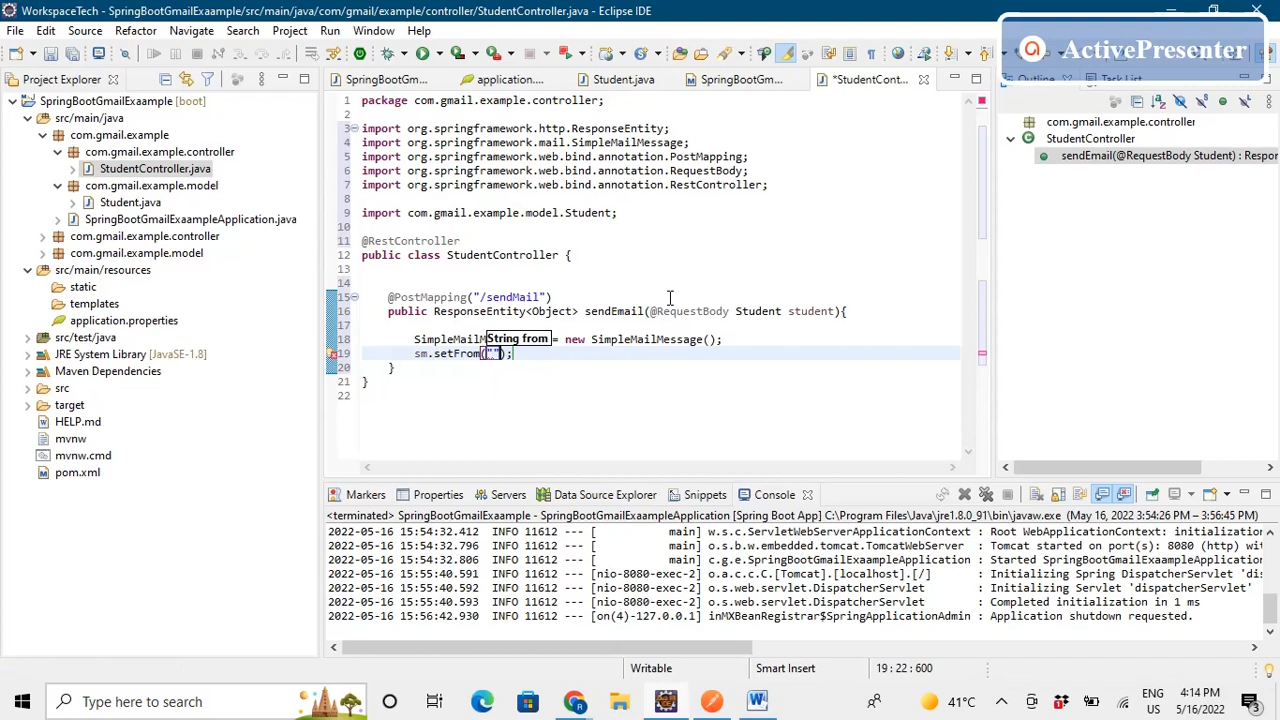 WorkspaceTech - SpringBootGmailExaample/src/main/java/com/gmail/example/controller/StudentController.java - Eclipse IDE
ActivePresenter
File Edit Source Refactor Navigate Search Project Run Window Help
Project Explorer
SpringBootGm...
application....
Student.java
SpringBootGm...
*StudentCont...
Outline
Task List
SpringBootGmailExaample [boot]
src/main/java
com.gmail.example
com.gmail.example.controller
StudentController.java
com.gmail.example.model
Student.java
SpringBootGmailExaampleApplication.java
com.gmail.example.controller
com.gmail.example.model
src/main/resources
static
templates
application.properties
src/test/java
JRE System Library [JavaSE-1.8]
Maven Dependencies
src
target
HELP.md
mvnw
mvnw.cmd
pom.xml
1 package com.gmail.example.controller;
2
3 import org.springframework.http.ResponseEntity;
4 import org.springframework.mail.SimpleMailMessage;
5 import org.springframework.web.bind.annotation.PostMapping;
6 import org.springframework.web.bind.annotation.RequestBody;
7 import org.springframework.web.bind.annotation.RestController;
8
9 import com.gmail.example.model.Student;
10
11 @RestController
12 public class StudentController {
13
14
15 @PostMapping("/sendMail")
16 public ResponseEntity<Object> sendEmail(@RequestBody Student student){
17
18 SimpleMailM String from = new SimpleMailMessage();
19 sm.setFrom("");
20 }
21 }
22
com.gmail.example.controller
StudentController
sendEmail(@RequestBody Student) : Respor
Markers Properties Servers Data Source Explorer Snippets Console
<terminated> SpringBootGmailExaample - SpringBootGmailExaampleApplication [Spring Boot App] C:\Program Files\Java\jre1.8.0_91\bin\javaw.exe (May 16, 2022 3:54:26 PM – 3:56:45 PM)
2022-05-16 15:54:32.412 INFO 11612 --- [ main] w.s.c.ServletWebServerApplicationContext : Root WebApplicationContext: initializatio
2022-05-16 15:54:32.796 INFO 11612 --- [ main] o.s.b.w.embedded.tomcat.TomcatWebServer : Tomcat started on port(s): 8080 (http) wit
2022-05-16 15:54:32.806 INFO 11612 --- [ main] c.g.e.SpringBootGmailExaampleApplication : Started SpringBootGmailExaampleApplication
2022-05-16 15:55:40.591 INFO 11612 --- [nio-8080-exec-2] o.a.c.c.C.[Tomcat].[localhost].[/] : Initializing Spring DispatcherServlet 'dis
2022-05-16 15:55:40.592 INFO 11612 --- [nio-8080-exec-2] o.s.web.servlet.DispatcherServlet : Initializing Servlet 'dispatcherServlet'
2022-05-16 15:55:40.593 INFO 11612 --- [nio-8080-exec-2] o.s.web.servlet.DispatcherServlet : Completed initialization in 1 ms
2022-05-16 15:56:42.930 INFO 11612 --- [on(4)-127.0.0.1] inMXBeanRegistrar$SpringApplicationAdmin : Application shutdown requested.
Writable
Smart Insert
19 : 22 : 600
Type here to search
41°C
ENG
US
4:14 PM
5/16/2022
3